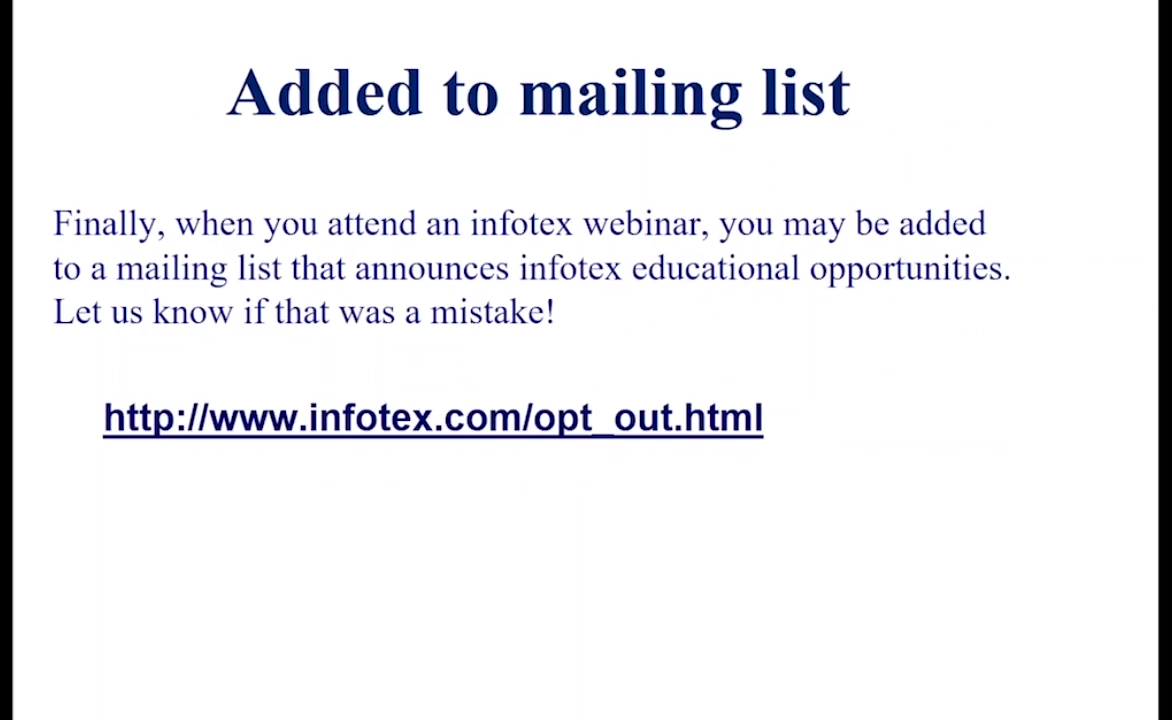 Added to mailing list
Finally, when you attend an infotex webinar, you may be added
to a mailing list that announces infotex educational opportunities.
Let us know if that was a mistake!
http://www.infotex.com/opt_out.html